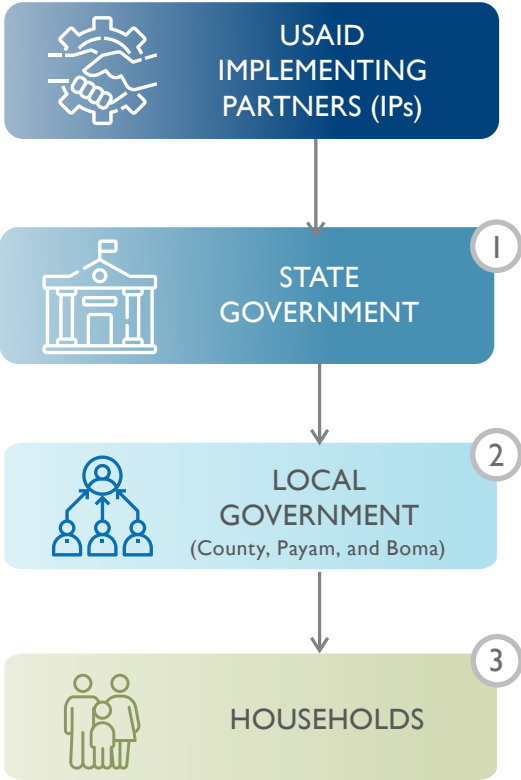 USAID
IMPLEMENTING
PARTNERS (IPs)
1
STATE
GOVERNMENT
2
LOCAL
GOVERNMENT
(County, Payam, and Boma)
3
HOUSEHOLDS